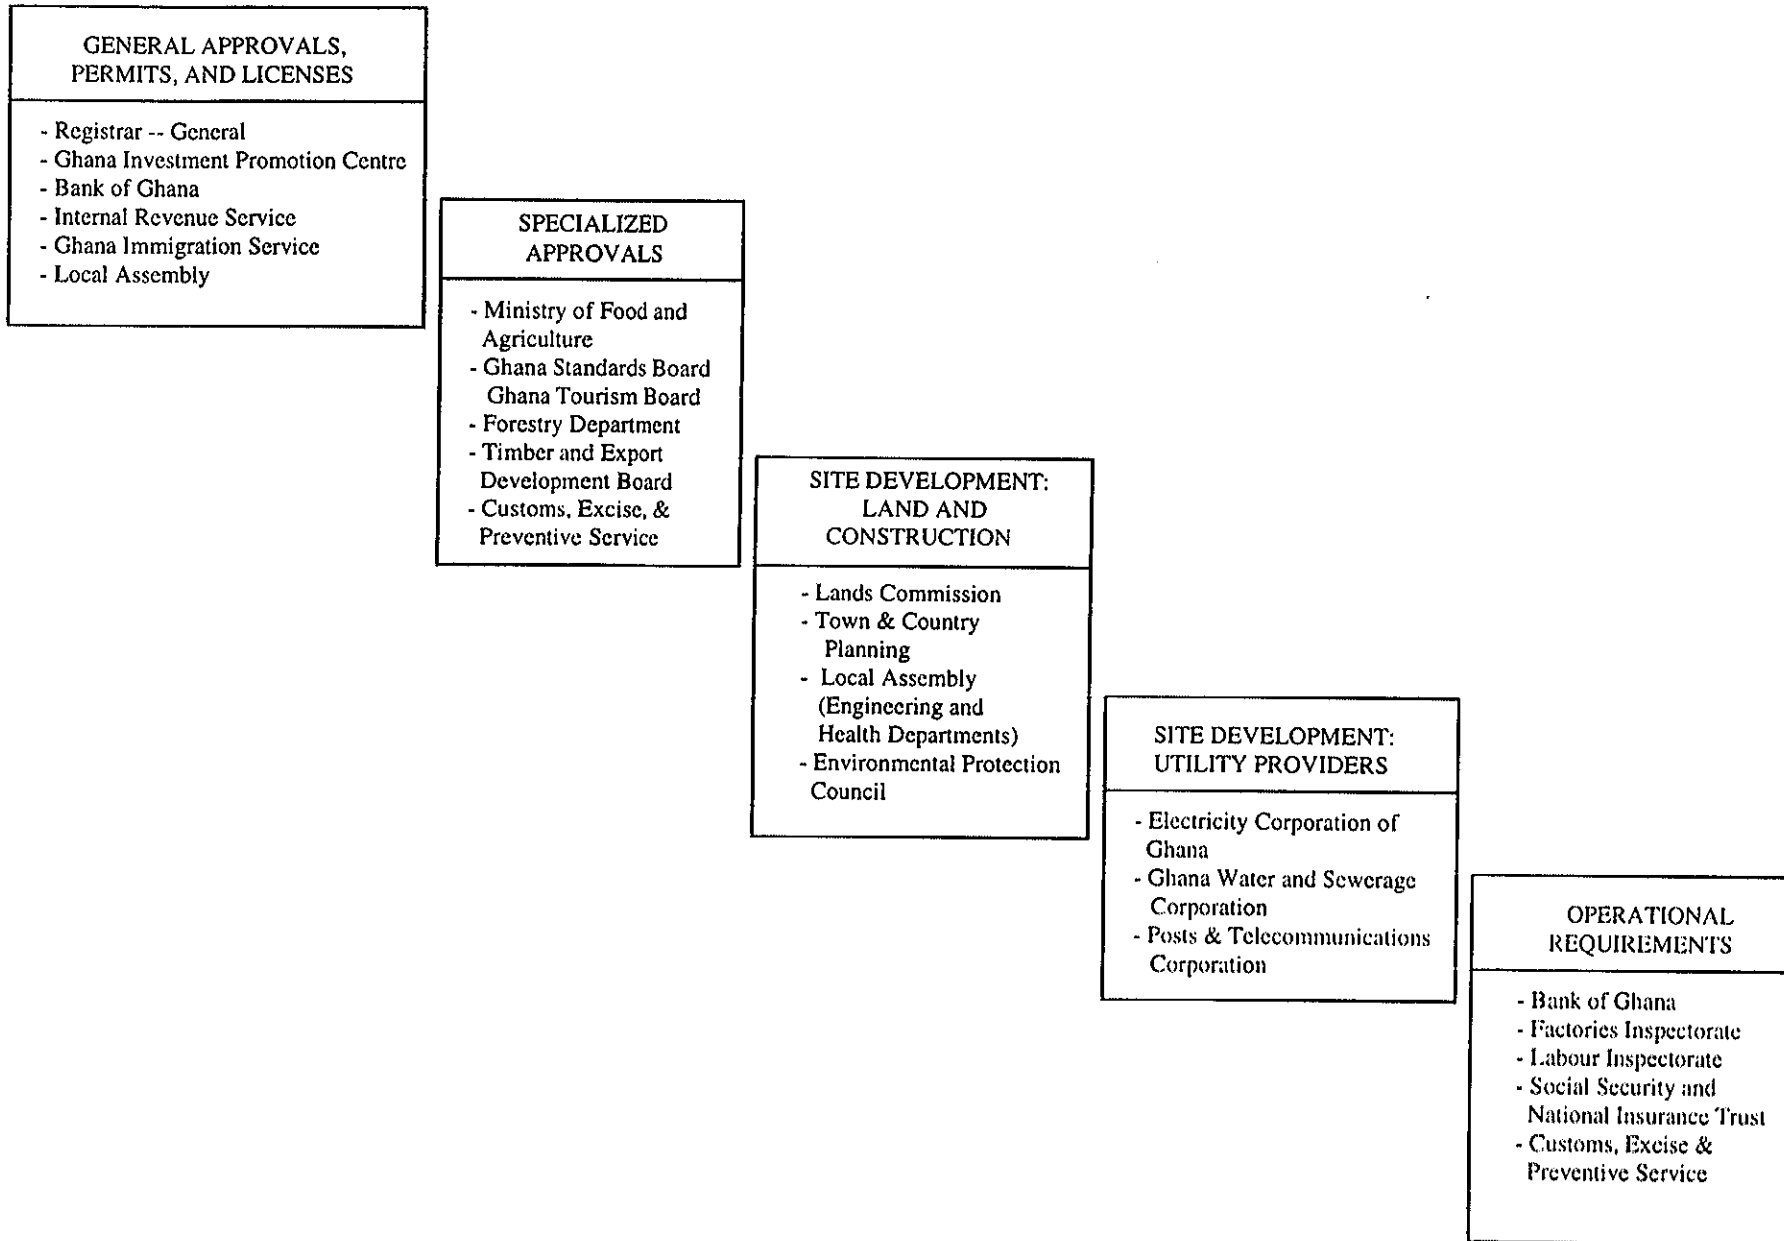 GENERAL APPROVALS,
PERMITS, AND LICENSES
- Registrar -- General
- Ghana Investment Promotion Centre
- Bank of Ghana
- Internal Revenue Service
- Ghana Immigration Service
- Local Assembly
SPECIALIZED
APPROVALS
- Ministry of Food and
Agriculture
- Ghana Standards Board
Ghana Tourism Board
- Forestry Department
- Timber and Export
Development Board
- Customs, Excise, &
Preventive Service
SITE DEVELOPMENT:
LAND AND
CONSTRUCTION
- Lands Commission
- Town & Country
Planning
- Local Assembly
(Engineering and
Health Departments)
- Environmental Protection
Council
SITE DEVELOPMENT:
UTILITY PROVIDERS
- Electricity Corporation of
Ghana
- Ghana Water and Sewerage
Corporation
- Posts & Telecommunications
Corporation
OPERATIONAL
REQUIREMENTS
- Bank of Ghana
- Factories Inspectorate
- Labour Inspectorate
- Social Security and
National Insurance Trust
- Customs, Excise &
Preventive Service